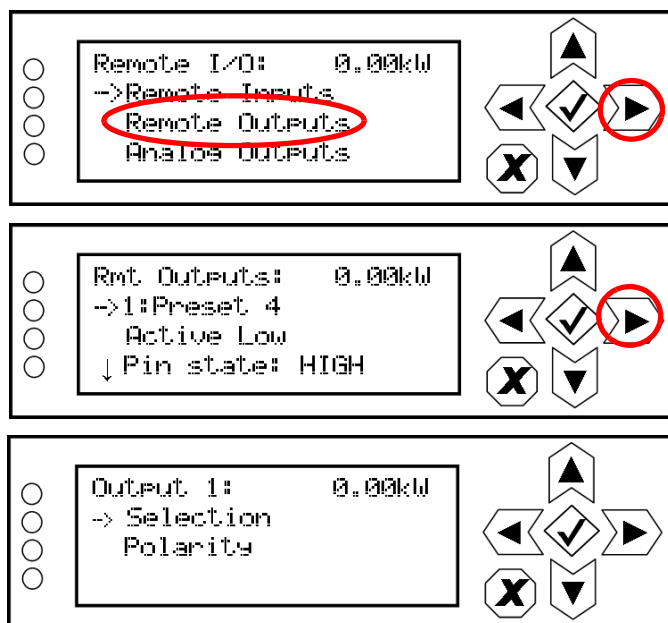 Remote I/O: 0.00kW
->Remote Inputs
Remote Outputs
Analog Outputs
X
Rmt Outputs: 0.00kW
->1:Preset 4
Active Low
↓Pin state: HIGH
X
Output 1: 0.00kW
-> Selection
Polarity
X